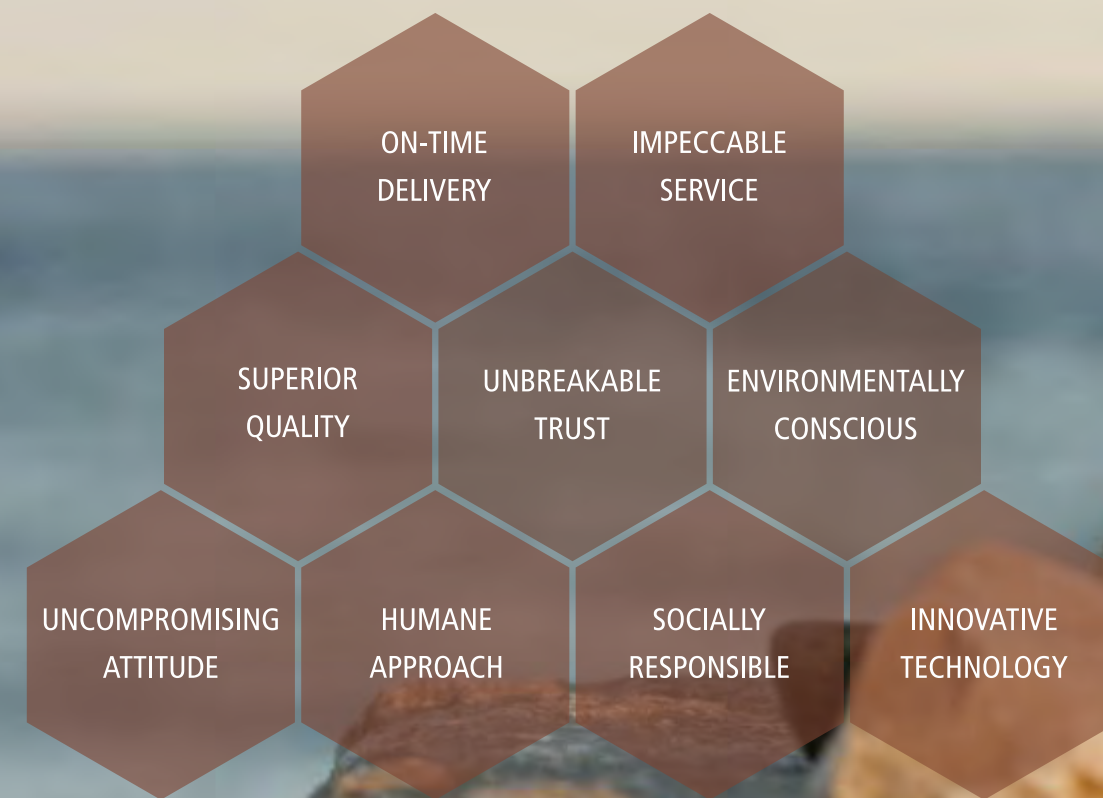 ON-TIME
DELIVERY
IMPECCABLE
SERVICE
SUPERIOR
QUALITY
UNBREAKABLE
TRUST
ENVIRONMENTALLY
CONSCIOUS
UNCOMPROMISING
ATTITUDE
HUMANE
APPROACH
SOCIALLY
RESPONSIBLE
INNOVATIVE
TECHNOLOGY